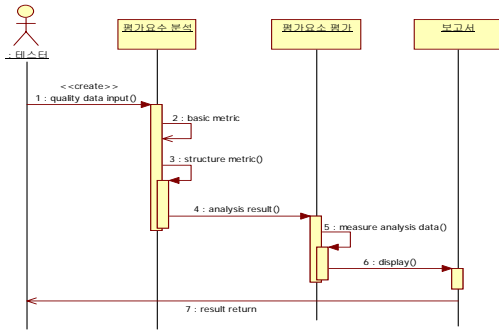 평가요수 분석
평가요소 평가
보고서
: 테스터
<<create>>
1 : quality data input()
2 : basic metric
3 : structure metric()
4 : analysis result()
5 : measure analysis data()
6 : display()
7 : result return